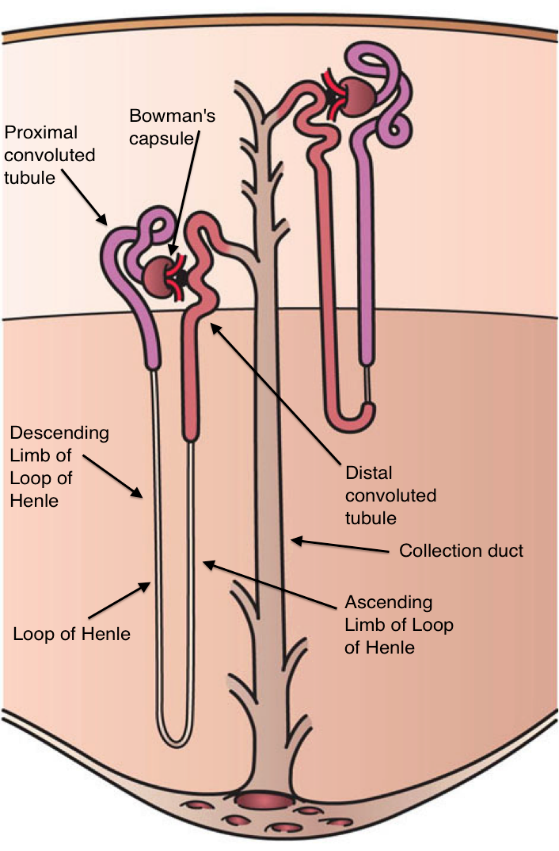 Bowman's
capsule
Proximal
convoluted
tubule
Descending
Limb of
Loop of
Henle
Distal
convoluted
tubule
Collection duct
Ascending
Limb of Loop
of Henle
Loop of Henle